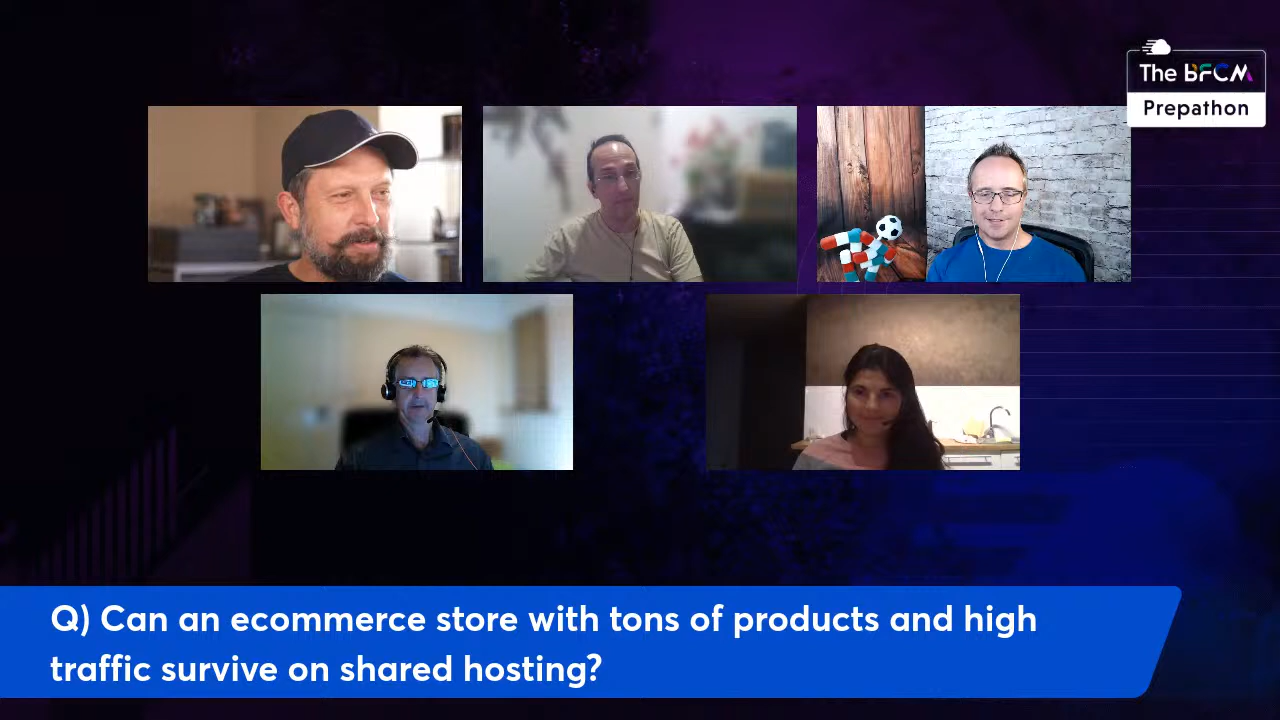 The BFCM
Prepathon
Q) Can an ecommerce store with tons of products and high
traffic survive on shared hosting?